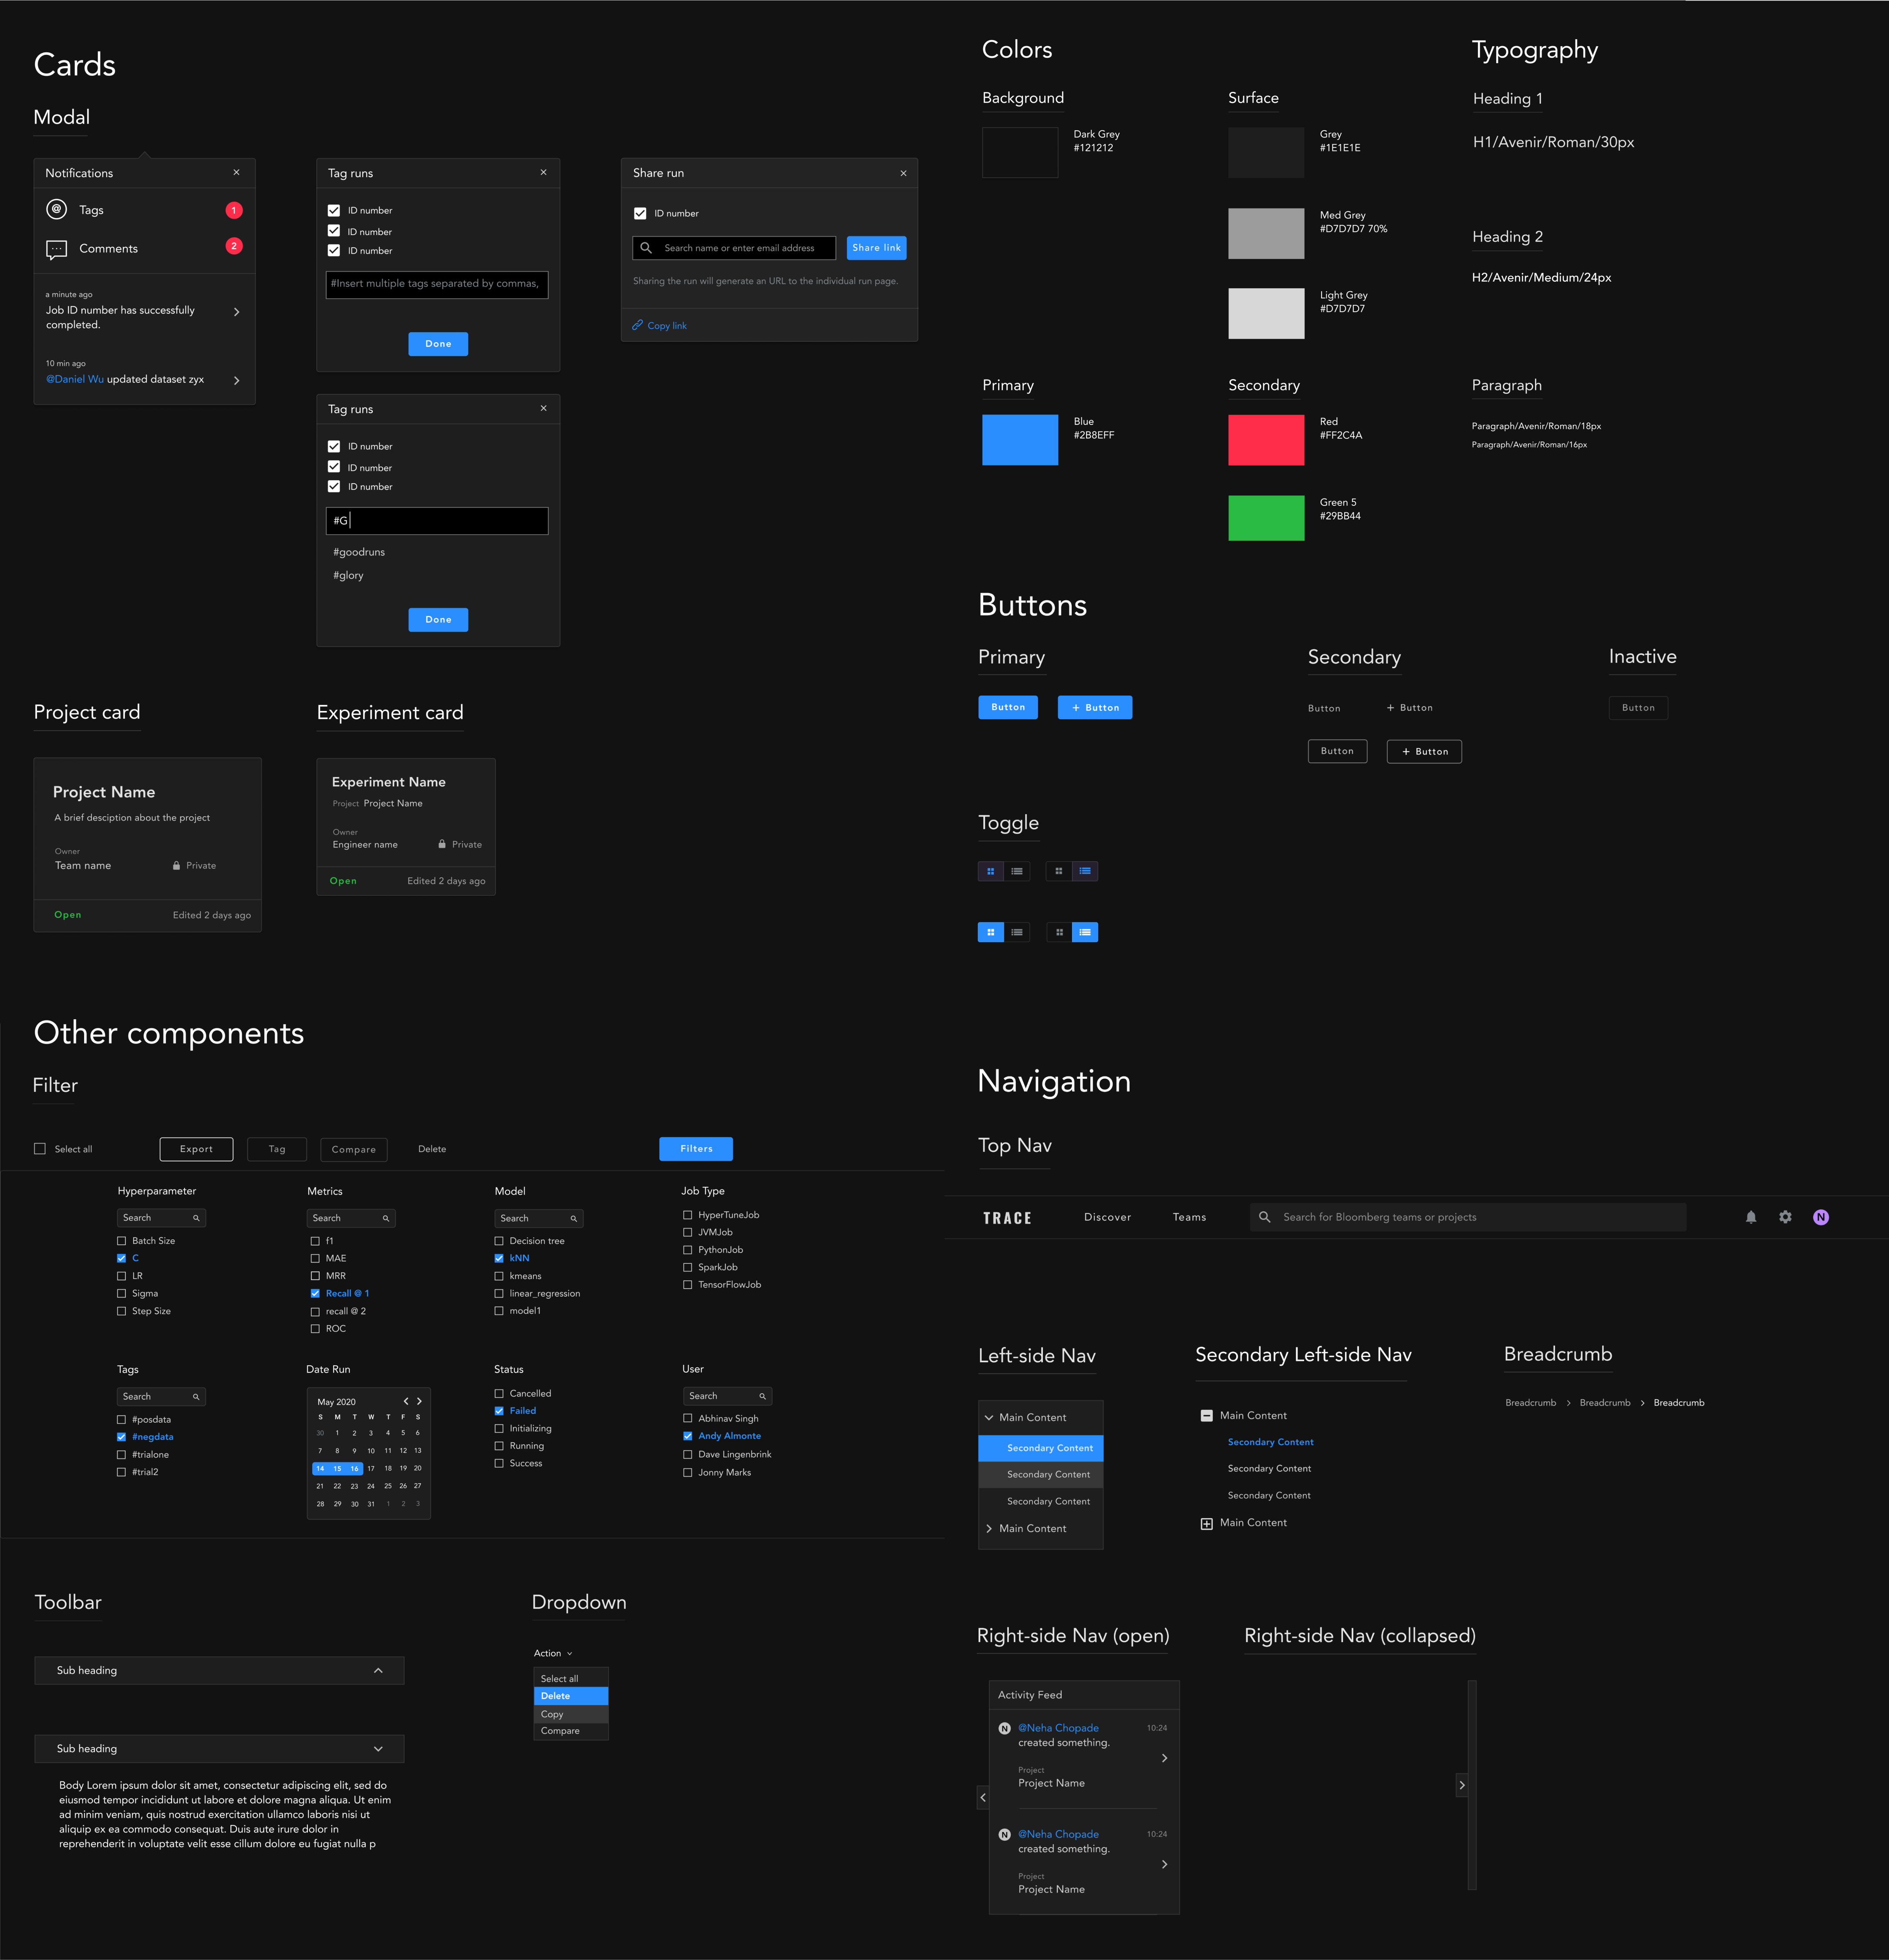 Cards
Modal
Notifications
Tags
1
Comments
2
a minute ago
Job ID number has successfully
completed.
10 min ago
@Daniel Wu updated dataset zyx
Tag runs
ID number
ID number
ID number
#Insert multiple tags separated by commas,
Done
Tag runs
ID number
ID number
ID number
#G
#goodruns
#glory
Done
Share run
ID number
Search name or enter email address
Share link
Sharing the run will generate an URL to the individual run page.
Copy link
Project card
Project Name
A brief desciption about the project
Owner
Team name
Private
Open
Edited 2 days ago
Experiment card
Experiment Name
Project Project Name
Owner
Engineer name
Private
Open
Edited 2 days ago
Colors
Background
Dark Grey
#121212
Surface
Grey
#1E1E1E
Med Grey
#D7D7D7 70%
Light Grey
#D7D7D7
Primary
Blue
#2B8EFF
Secondary
Red
#FF2C4A
Green 5
#29BB44
Typography
Heading 1
H1/Avenir/Roman/30px
Heading 2
H2/Avenir/Medium/24px
Paragraph
Paragraph/Avenir/Roman/18px
Paragraph/Avenir/Roman/16px
Buttons
Primary
Button
+ Button
Secondary
Button
+ Button
Button
+ Button
Inactive
Button
Toggle
Other components
Filter
Select all
Export
Tag
Compare
Delete
Filters
Hyperparameter
Search
Batch Size
C
LR
Sigma
Step Size
Metrics
Search
f1
MAE
MRR
Recall @ 1
recall @ 2
ROC
Model
Search
Decision tree
kNN
kmeans
linear_regression
model1
Job Type
HyperTuneJob
JVMJob
PythonJob
SparkJob
TensorFlowJob
Tags
Search
#posdata
#negdata
#trialone
#trial2
Date Run
May 2020
S M T W T F S
30 1 2 3 4 5 6
7 8 9 10 11 12 13
14 15 16 17 18 19 20
21 22 23 24 25 26 27
28 29 30 31 1 2 3
Status
Cancelled
Failed
Initializing
Running
Success
User
Search
Abhinav Singh
Andy Almonte
Dave Lingenbrink
Jonny Marks
Toolbar
Sub heading
Sub heading
Body Lorem ipsum dolor sit amet, consectetur adipiscing elit, sed do
eiusmod tempor incididunt ut labore et dolore magna aliqua. Ut enim
ad minim veniam, quis nostrud exercitation ullamco laboris nisi ut
aliquip ex ea commodo consequat. Duis aute irure dolor in
reprehenderit in voluptate velit esse cillum dolore eu fugiat nulla p
Dropdown
Action
Select all
Delete
Copy
Compare
Navigation
Top Nav
TRACE
Discover
Teams
Search for Bloomberg teams or projects
N
Left-side Nav
Main Content
Secondary Content
Secondary Content
Secondary Content
Main Content
Secondary Left-side Nav
Main Content
Secondary Content
Secondary Content
Secondary Content
Main Content
Breadcrumb
Breadcrumb > Breadcrumb > Breadcrumb
Right-side Nav (open)
Activity Feed
N
@Neha Chopade
10:24
created something.
Project
Project Name
N
@Neha Chopade
10:24
created something.
Project
Project Name
Right-side Nav (collapsed)